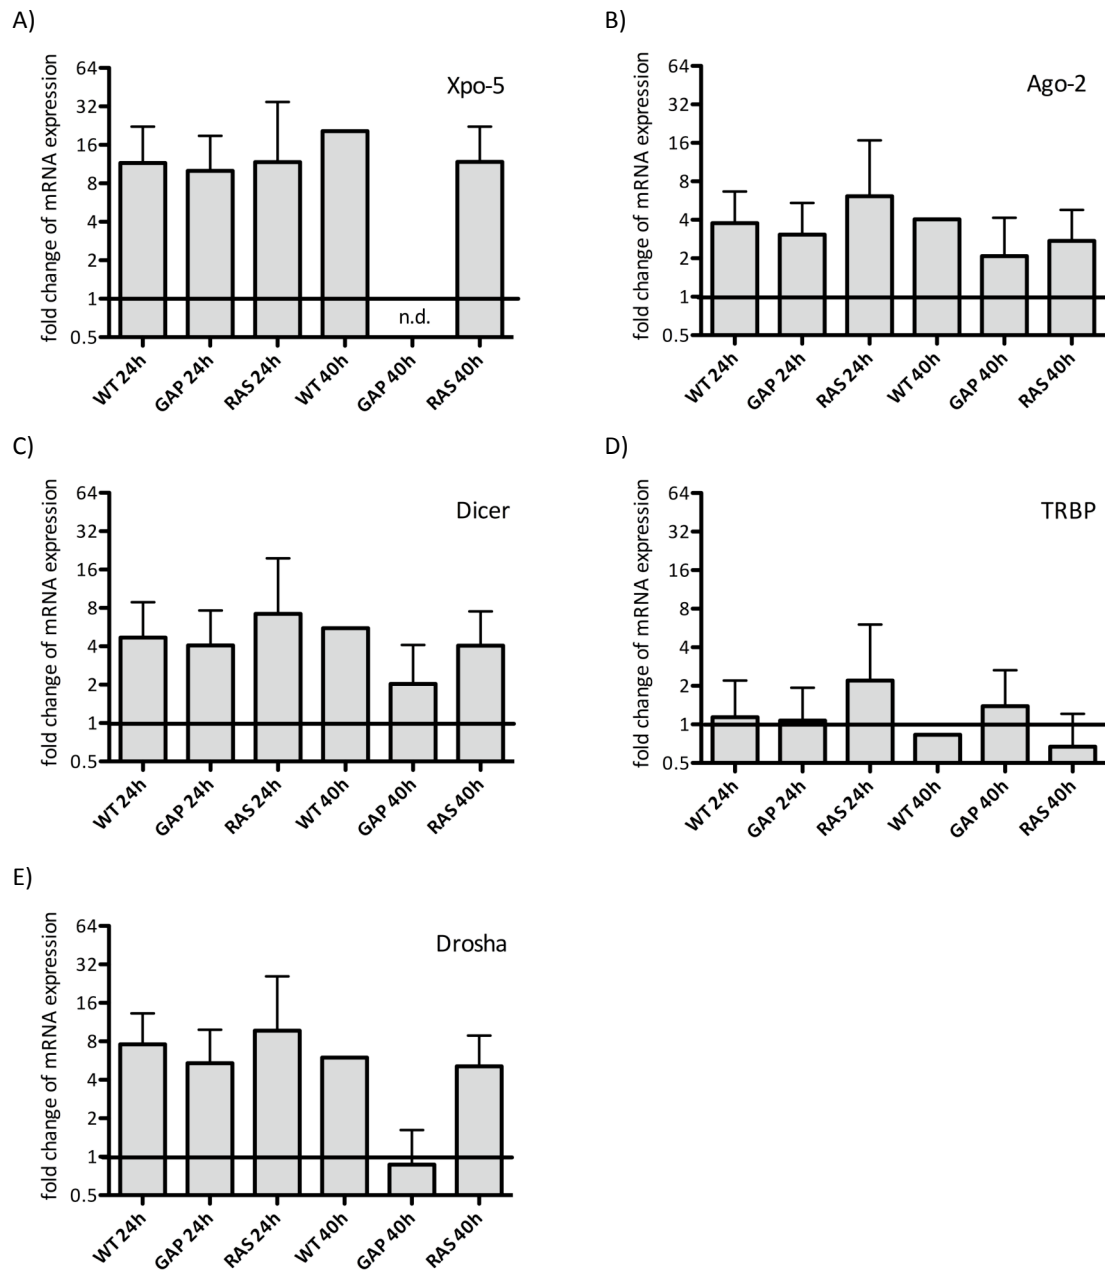 A)
fold change of mRNA expression
64
32
16
8
4
2
1
0.5
Xpo-5
n.d.
WT 24h
GAP 24h
RAS 24h
WT 40h
GAP 40h
RAS 40h
B)
fold change of mRNA expression
64
32
16
8
4
2
1
0.5
Ago-2
WT 24h
GAP 24h
RAS 24h
WT 40h
GAP 40h
RAS 40h
C)
fold change of mRNA expression
64
32
16
8
4
2
1
0.5
Dicer
WT 24h
GAP 24h
RAS 24h
WT 40h
GAP 40h
RAS 40h
D)
fold change of mRNA expression
64
32
16
8
4
2
1
0.5
TRBP
WT 24h
GAP 24h
RAS 24h
WT 40h
GAP 40h
RAS 40h
E)
fold change of mRNA expression
64
32
16
8
4
2
1
0.5
Drosha
WT 24h
GAP 24h
RAS 24h
WT 40h
GAP 40h
RAS 40h